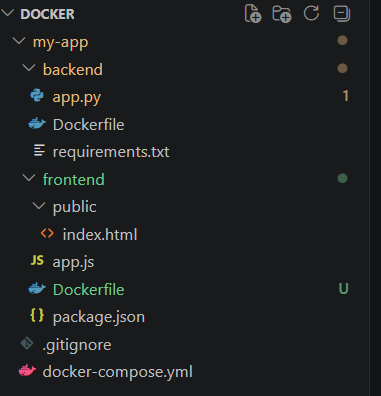 DOCKER
my-app
backend
app.py 1
Dockerfile
requirements.txt
frontend
public
<> index.html
JS app.js
Dockerfile U
{} package.json
.gitignore
docker-compose.yml